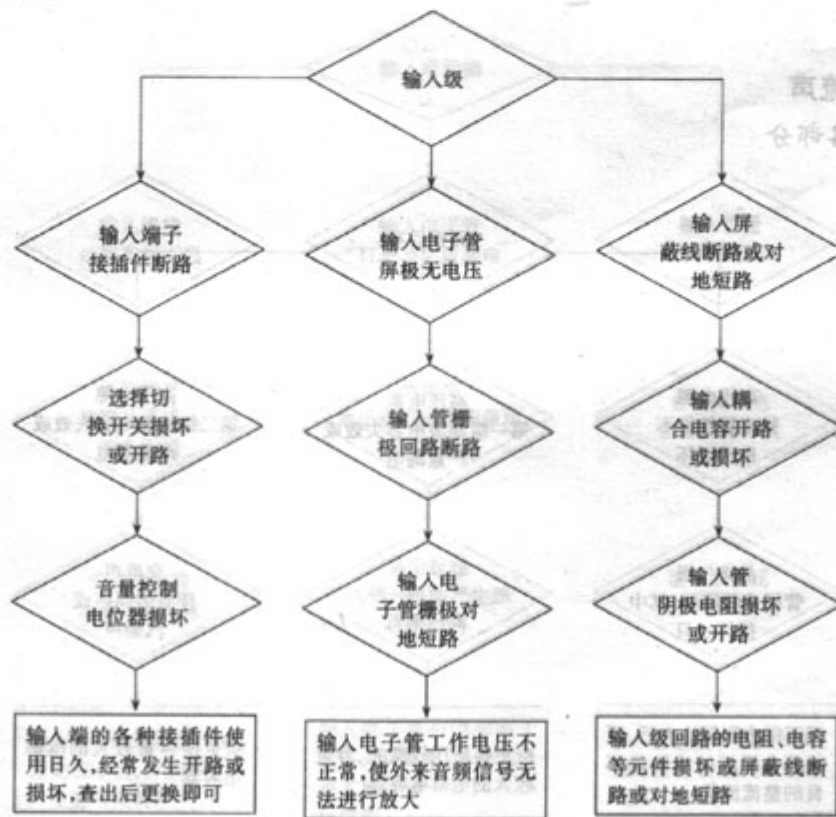 输入级
输入端子
接插件断路
输入电子管
屏极无电压
输入屏
蔽线断路或对
地短路
选择切
换开关损坏
或开路
输入管栅
极回路断路
输入耦
合电容开路
或损坏
音量控制
电位器损坏
输入电
子管栅极对
地短路
输入管
阴极电阻损坏
或开路
输入端的各种接插件使
用日久,经常发生开路或
损坏,查出后更换即可
输入电子管工作电压不
正常,使外来音频信号无
法进行放大
输入级回路的电阻、电容
等元件损坏或屏蔽线断
路或对地短路